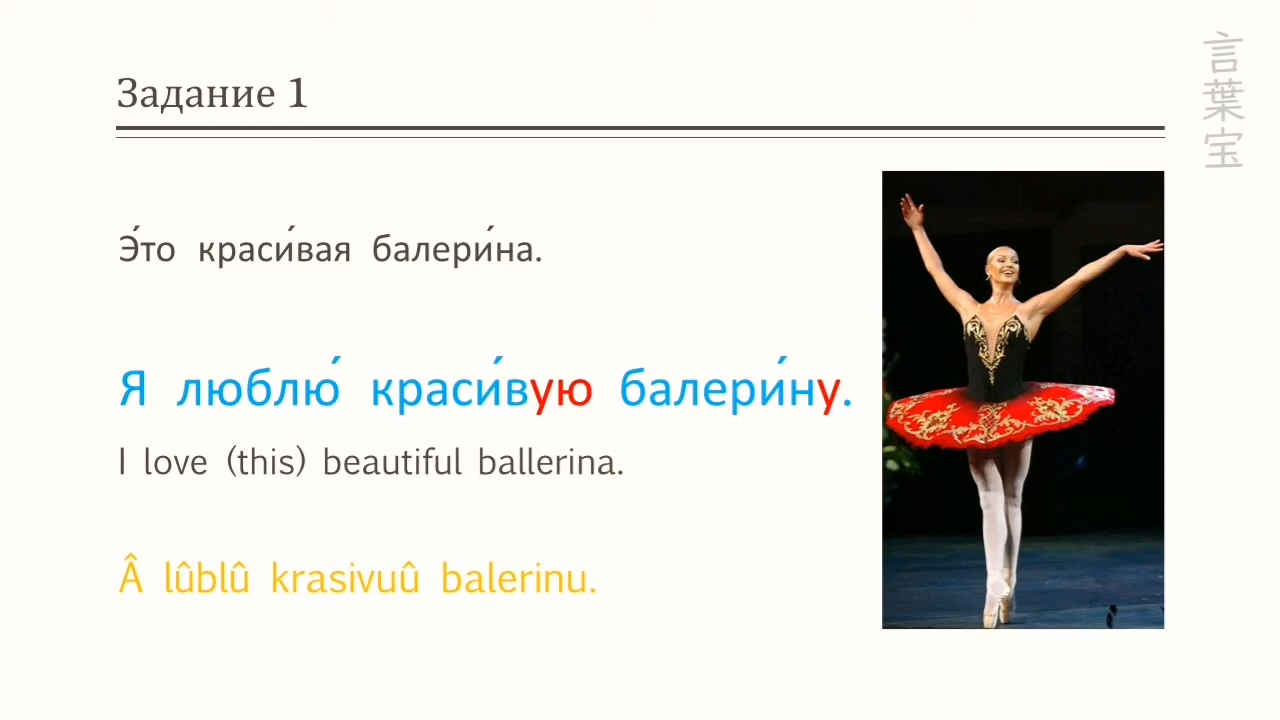 Задание 1
言葉宝
Э́то краси́вая балери́на.
Я люблю́ краси́вую балери́ну.
I love (this) beautiful ballerina.
Â lûblû krasivuû balerinu.